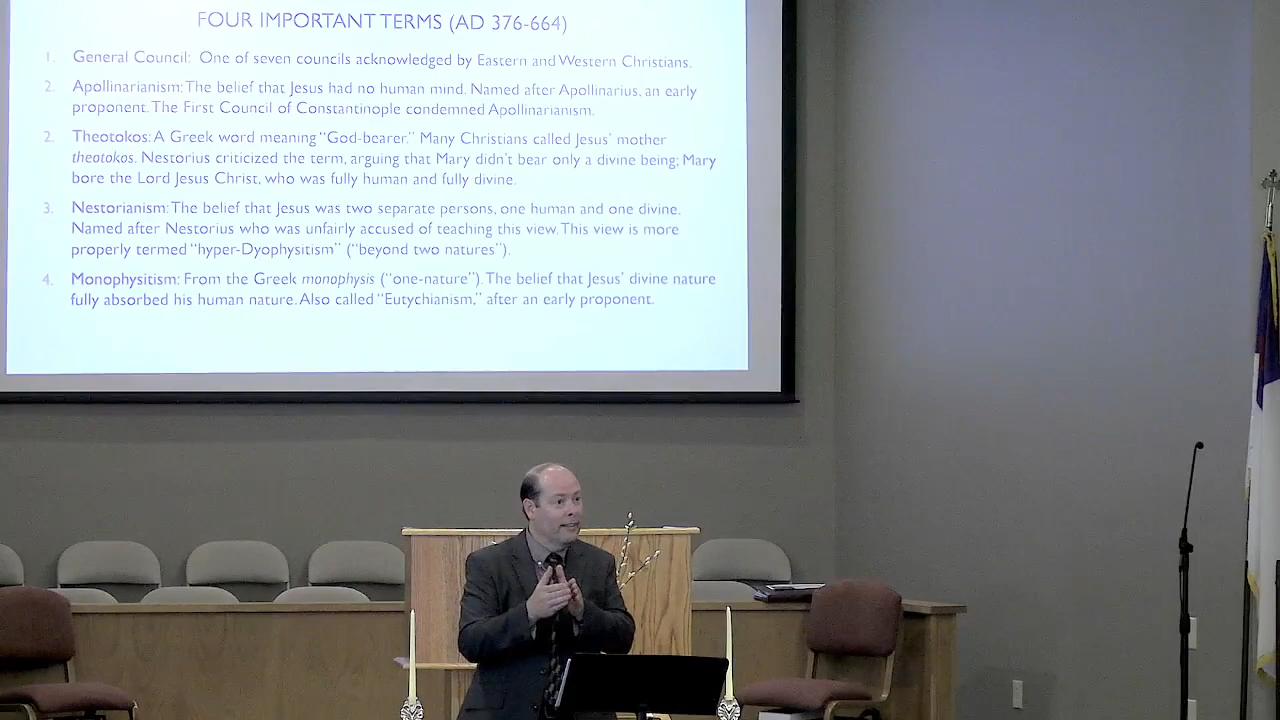 FOUR IMPORTANT TERMS (AD 376-664)
1. General Council: One of seven councils acknowledged by Eastern and Western Christians.
2. Apollinarianism: The belief that Jesus had no human mind. Named after Apollinarius, an early
proponent. The First Council of Constantinople condemned Apollinarianism.
2. Theotokos: A Greek word meaning "God-bearer." Many Christians called Jesus' mother
theotokos. Nestorius criticized the term, arguing that Mary didn't bear only a divine being; Mary
bore the Lord Jesus Christ, who was fully human and fully divine.
3. Nestorianism: The belief that Jesus was two separate persons, one human and one divine.
Named after Nestorius who was unfairly accused of teaching this view. This view is more
properly termed "hyper-Dyophysitism" ("beyond two natures").
4. Monophysitism: From the Greek monophysis ("one-nature"). The belief that Jesus' divine nature
fully absorbed his human nature. Also called "Eutychianism," after an early proponent.